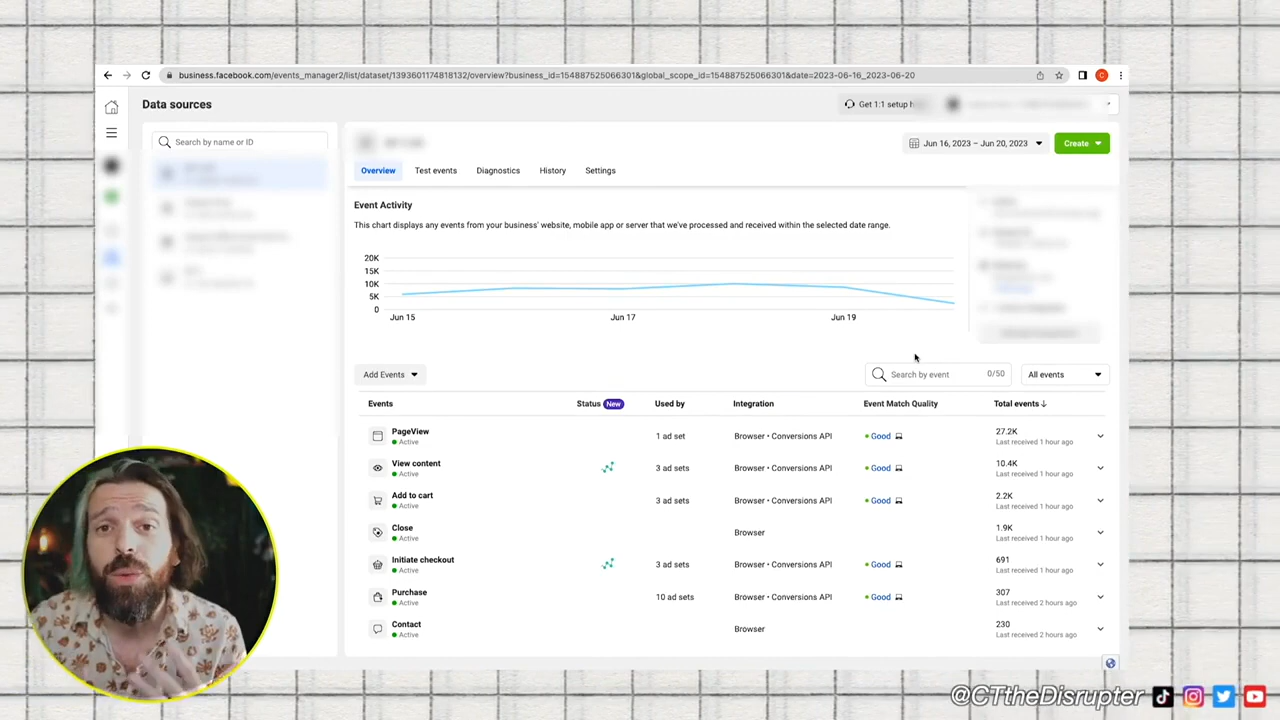 business.facebook.com/events_manager2/list/dataset/1393601174818132/overview?business_id=154887525066301&global_scope_id=154887525066301&date=2023-06-16_2023-06-20
C
Data sources
Get 1:1 setup h
Search by name or ID
Jun 16, 2023 – Jun 20, 2023
Create
Overview
Test events
Diagnostics
History
Settings
Event Activity
This chart displays any events from your business' website, mobile app or server that we've processed and received within the selected date range.
20K
15K
10K
5K
0
Jun 15
Jun 17
Jun 19
Add Events
Search by event
0/50
All events
Events Status New Used by Integration Event Match Quality Total events
PageView 1 ad set Browser • Conversions API Good 27.2K
Active Last received 1 hour ago
View content 3 ad sets Browser • Conversions API Good 10.4K
Active Last received 1 hour ago
Add to cart 3 ad sets Browser • Conversions API Good 2.2K
Active Last received 1 hour ago
Close Browser 1.9K
Active Last received 1 hour ago
Initiate checkout 3 ad sets Browser • Conversions API Good 691
Active Last received 1 hour ago
Purchase 10 ad sets Browser • Conversions API Good 307
Active Last received 2 hours ago
Contact Browser 230
Active Last received 2 hours ago
@CTtheDisrupter